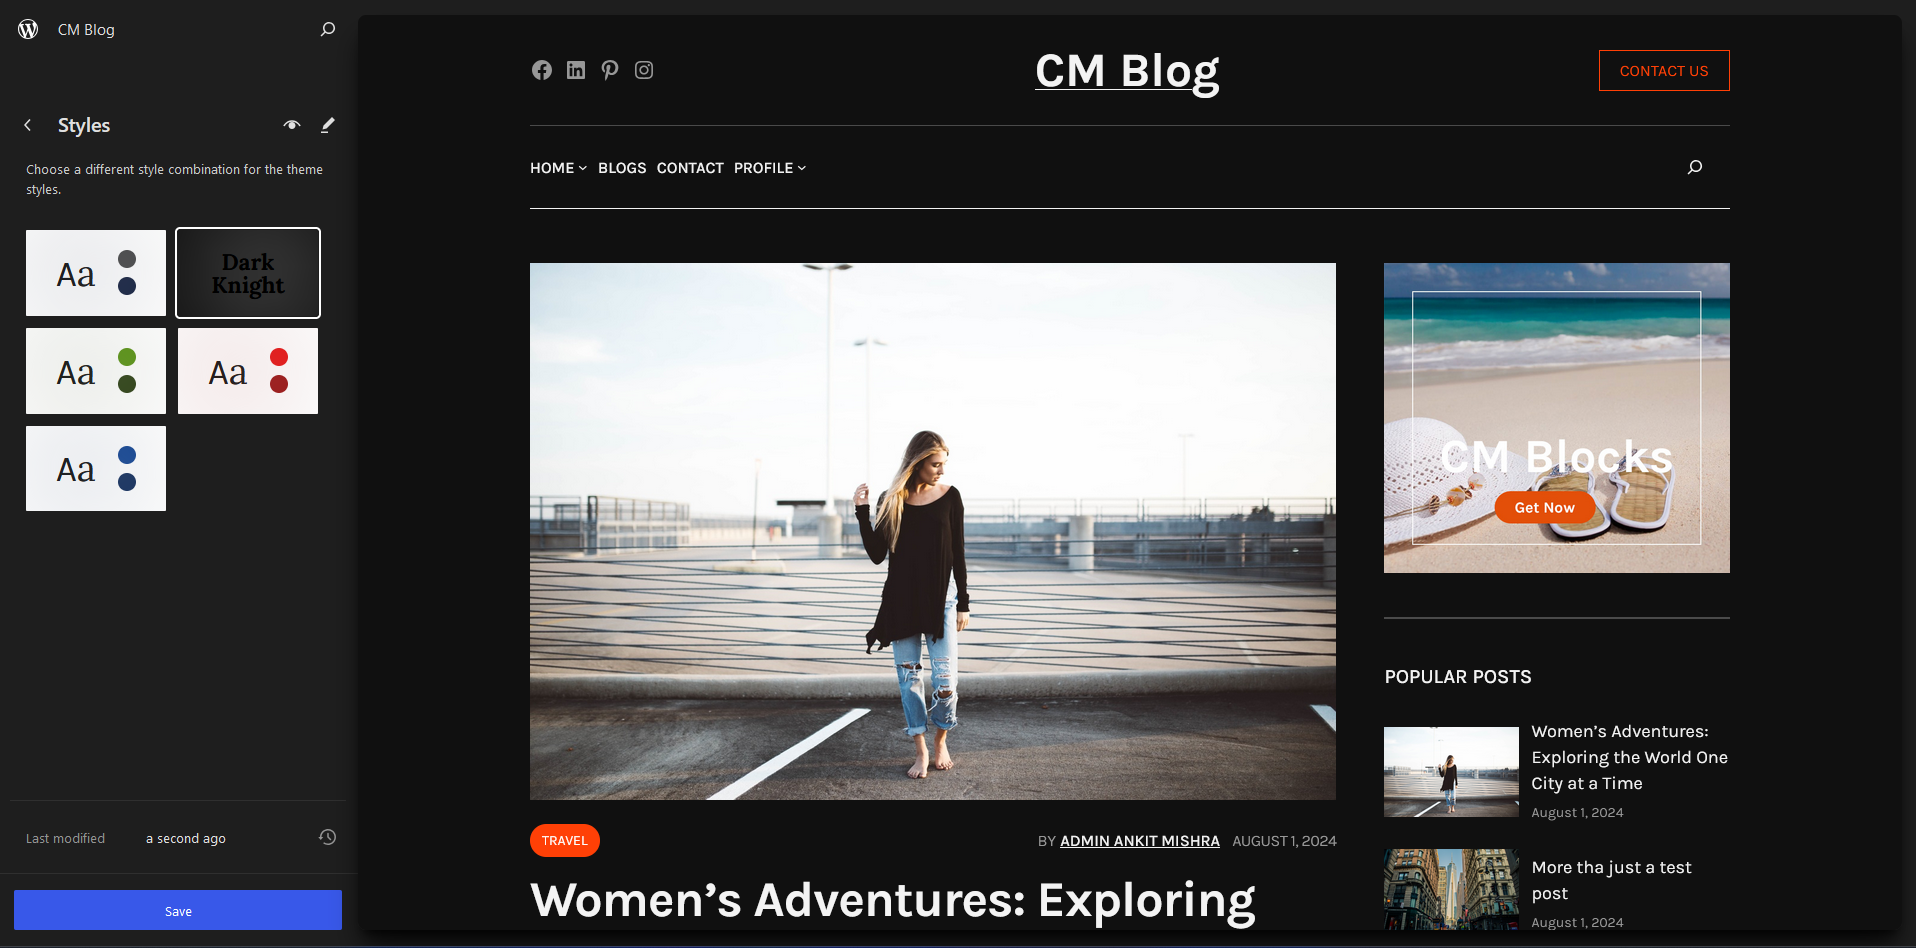 CM Blog
Styles
Choose a different style combination for the theme
styles.
Aa
Dark
Knight
Aa
Aa
Aa
Last modified
a second ago
Save
CM Blog
CONTACT US
HOME
BLOGS
CONTACT
PROFILE
CM Blocks
Get Now
POPULAR POSTS
Women’s Adventures:
Exploring the World One
City at a Time
August 1, 2024
More tha just a test
post
August 1, 2024
TRAVEL
BY ADMIN ANKIT MISHRA
AUGUST 1, 2024
Women’s Adventures: Exploring